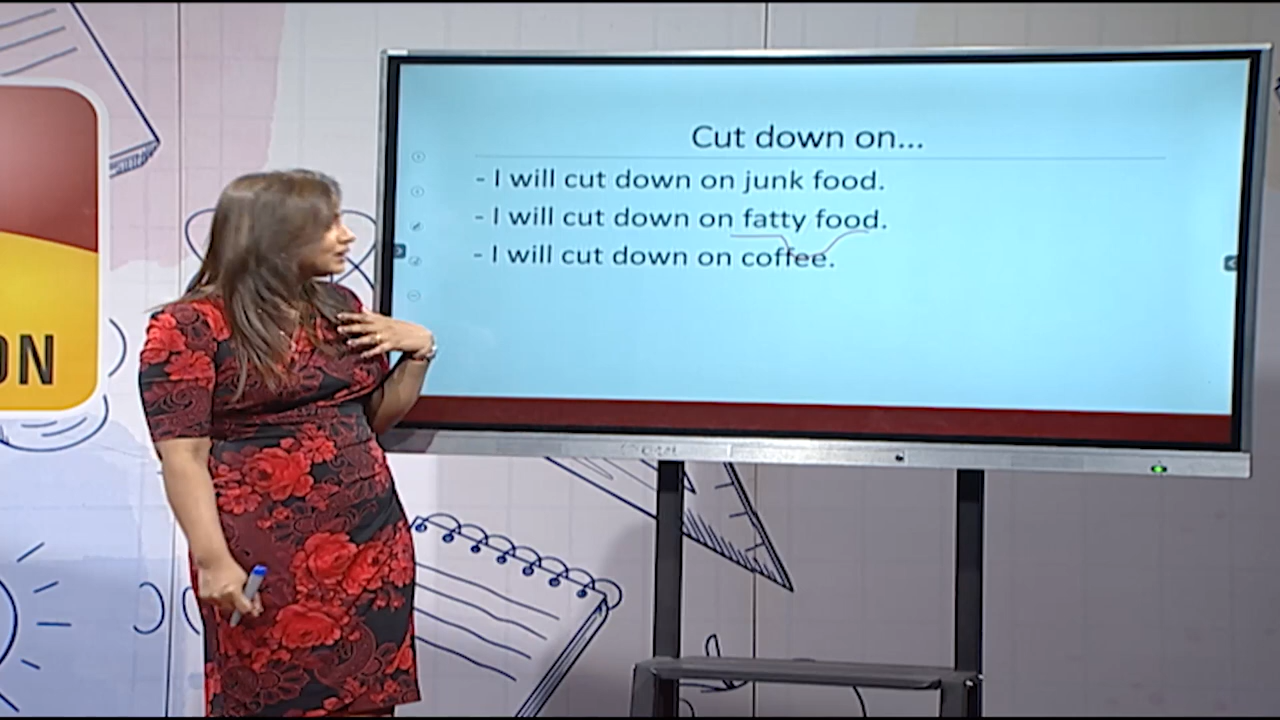 Cut down on...
- I will cut down on junk food.
- I will cut down on fatty food.
- I will cut down on coffee.
ON